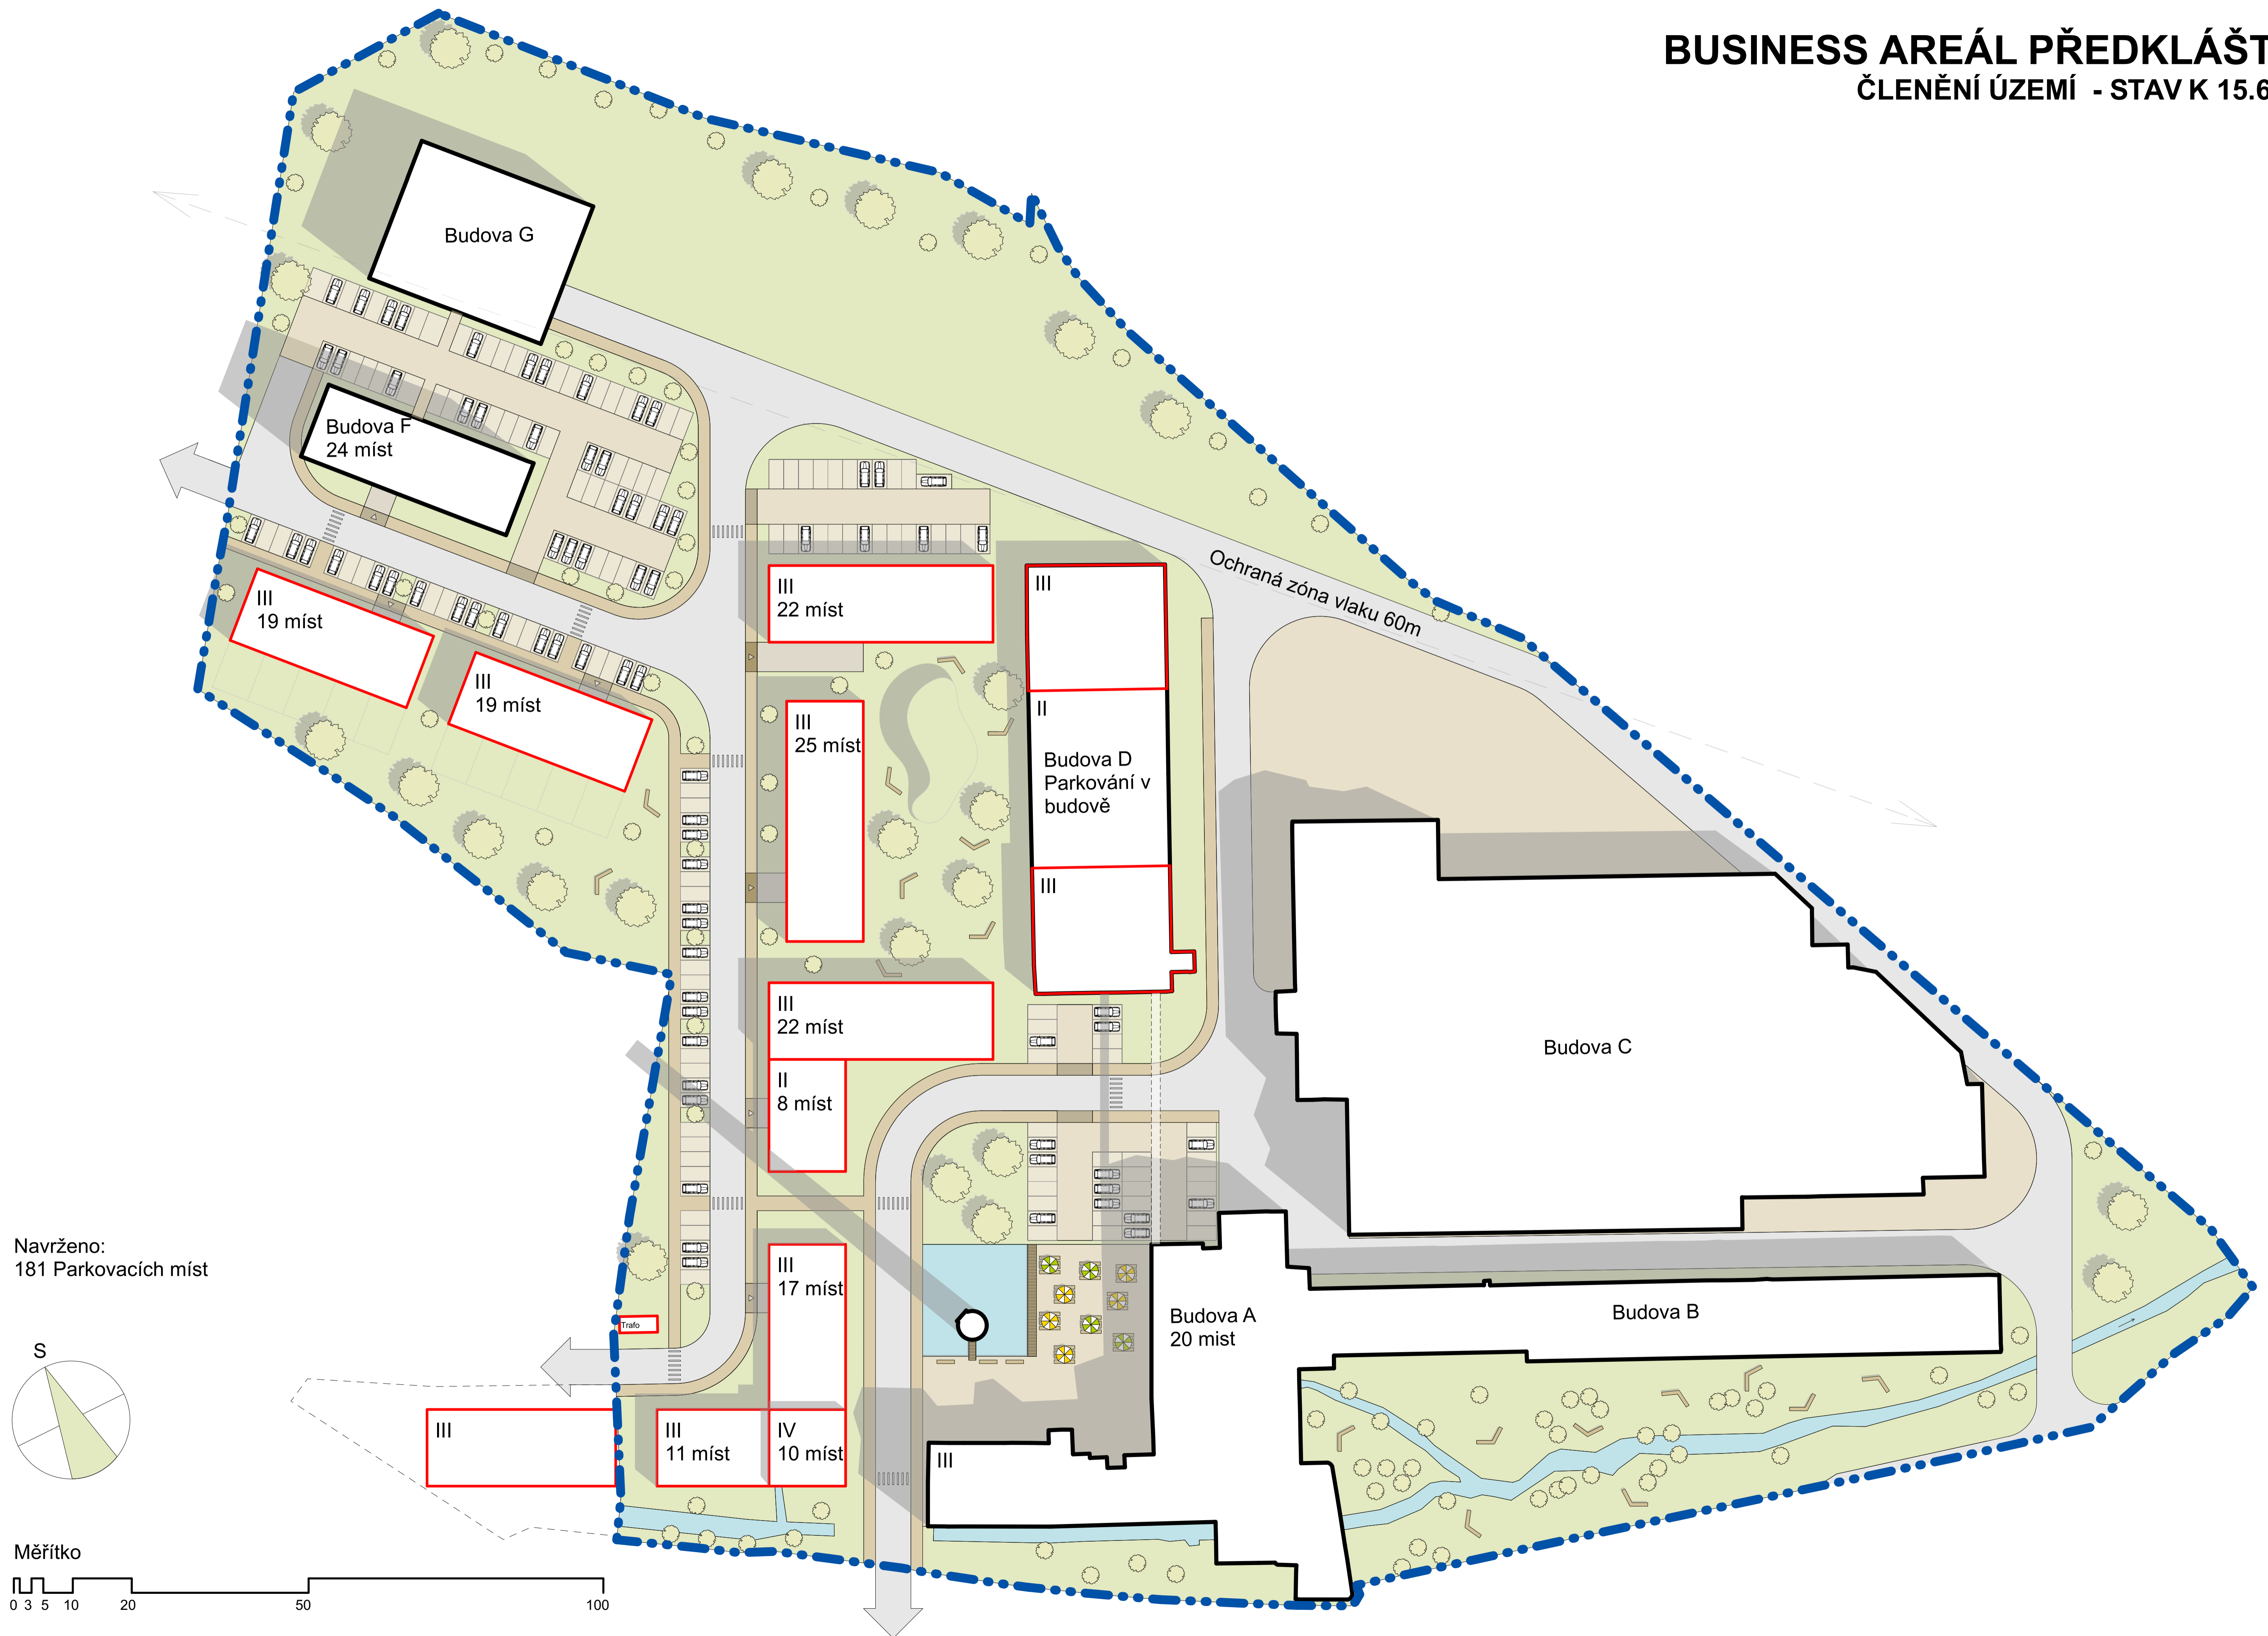 BUSINESS AREÁL PŘEDKLÁŠT
ČLENĚNÍ ÚZEMÍ - STAV K 15.6
Budova G
Budova F
24 míst
Ochraná zóna vlaku 60m
III
19 míst
III
19 míst
III
22 míst
III
III
25 míst
II
Budova D
Parkování v
budově
III
III
22 míst
II
8 míst
Budova C
Navrženo:
181 Parkovacích míst
III
17 míst
Trafo
Budova A
20 mist
Budova B
S
III
III
11 míst
IV
10 míst
III
Měřítko
0 3 5 10 20 50 100